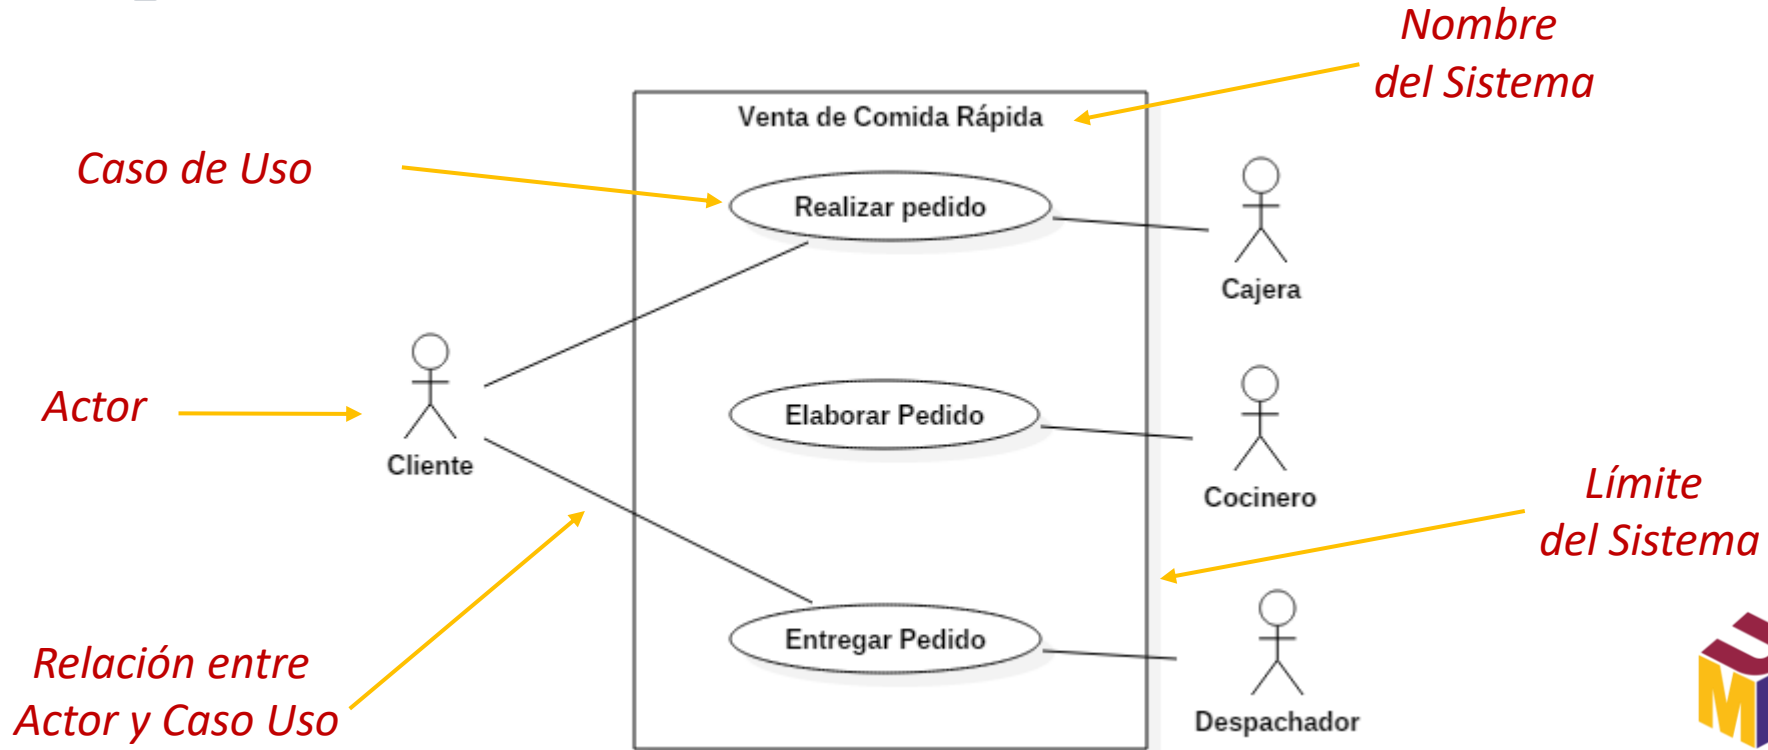 Nombre
del Sistema
Venta de Comida Rápida
Caso de Uso
Realizar pedido
Cajera
Actor
Cliente
Elaborar Pedido
Cocinero
Límite
del Sistema
Entregar Pedido
Relación entre
Actor y Caso Uso
Despachador
U
M